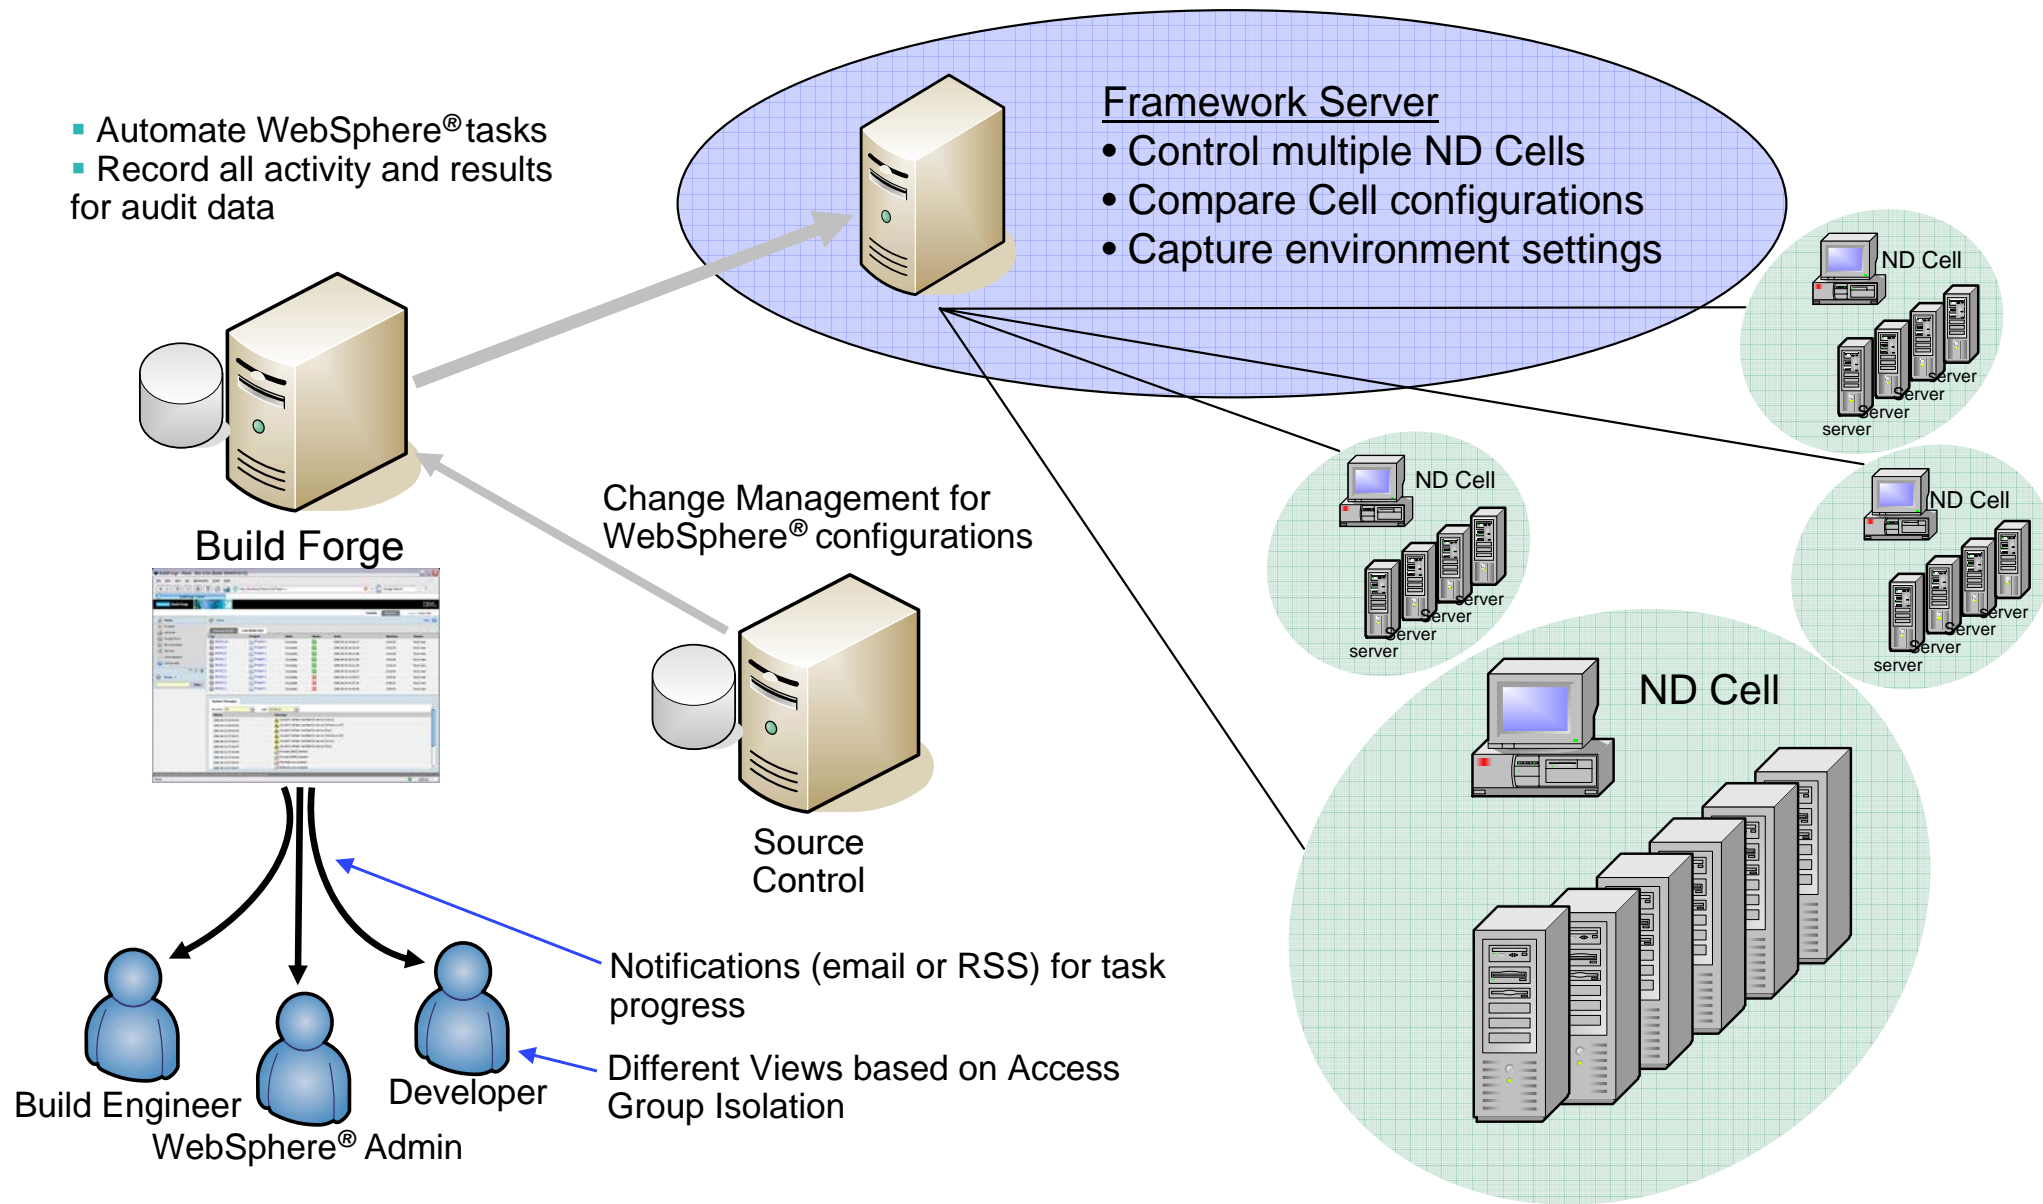 ▪ Automate WebSphere® tasks
▪ Record all activity and results
for audit data
Framework Server
• Control multiple ND Cells
• Compare Cell configurations
• Capture environment settings
ND Cell
server
Server
Server
server
Build Forge
Change Management for
WebSphere® configurations
ND Cell
server
Server
Server
server
ND Cell
Server
Server
server
ND Cell
Source
Control
Notifications (email or RSS) for task
progress
Different Views based on Access
Group Isolation
Build Engineer
Developer
WebSphere® Admin